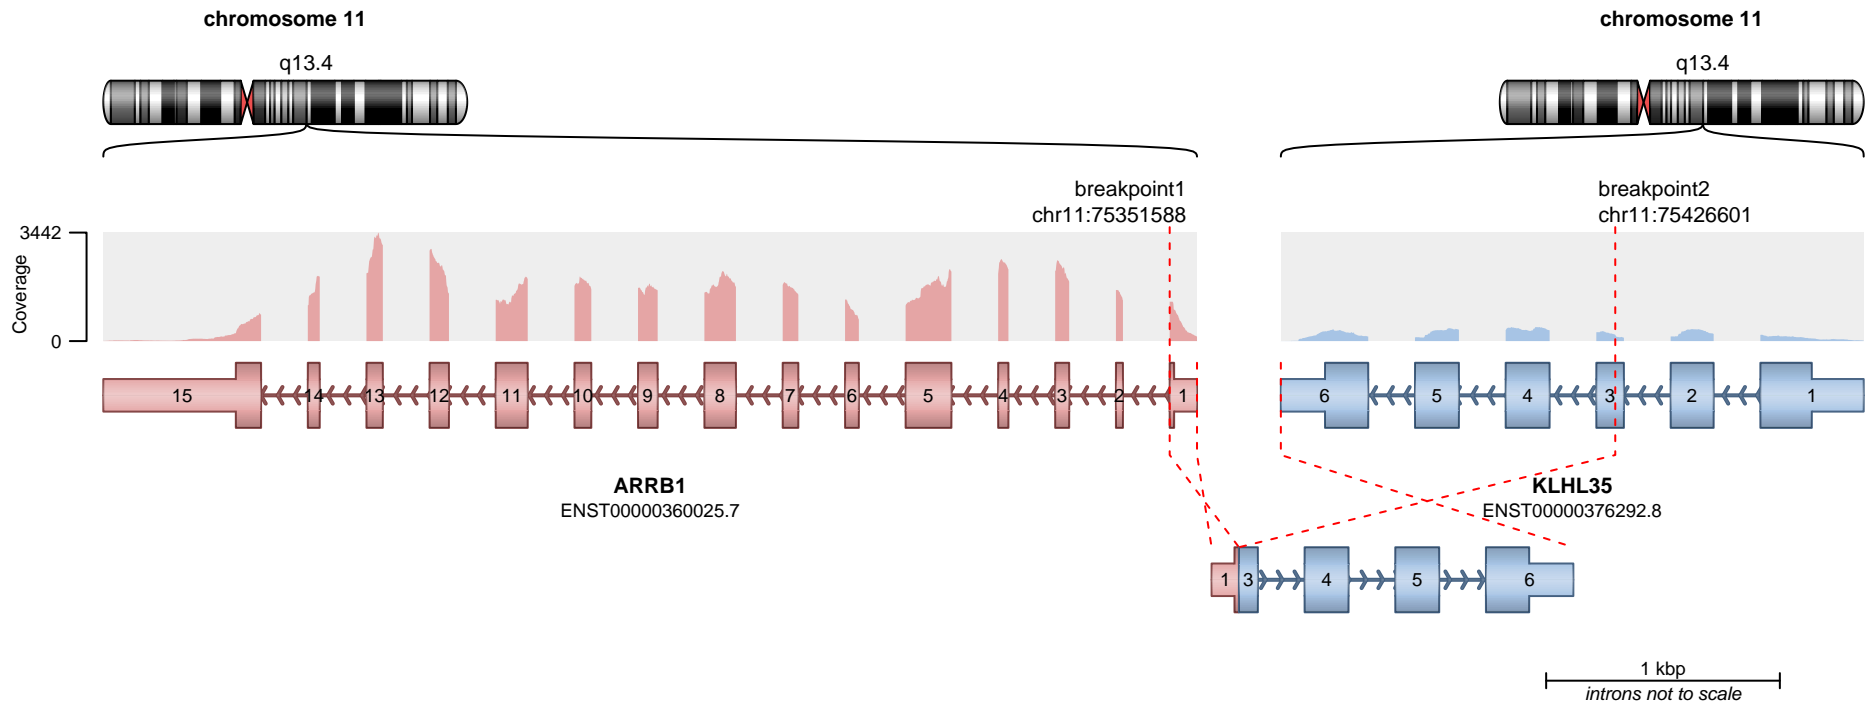 chromosome 11
chromosome 11
q13.4
q13.4
breakpoint1
chr11:75351588
breakpoint2
chr11:75426601
Coverage
3442
0
15 14 13 12 11 10 9 8 7 6 5 4 3 2 1
6 5 4 3 2 1
ARRB1
ENST00000360025.7
KLHL35
ENST00000376292.8
1 3 4 5 6
1 kbp
introns not to scale